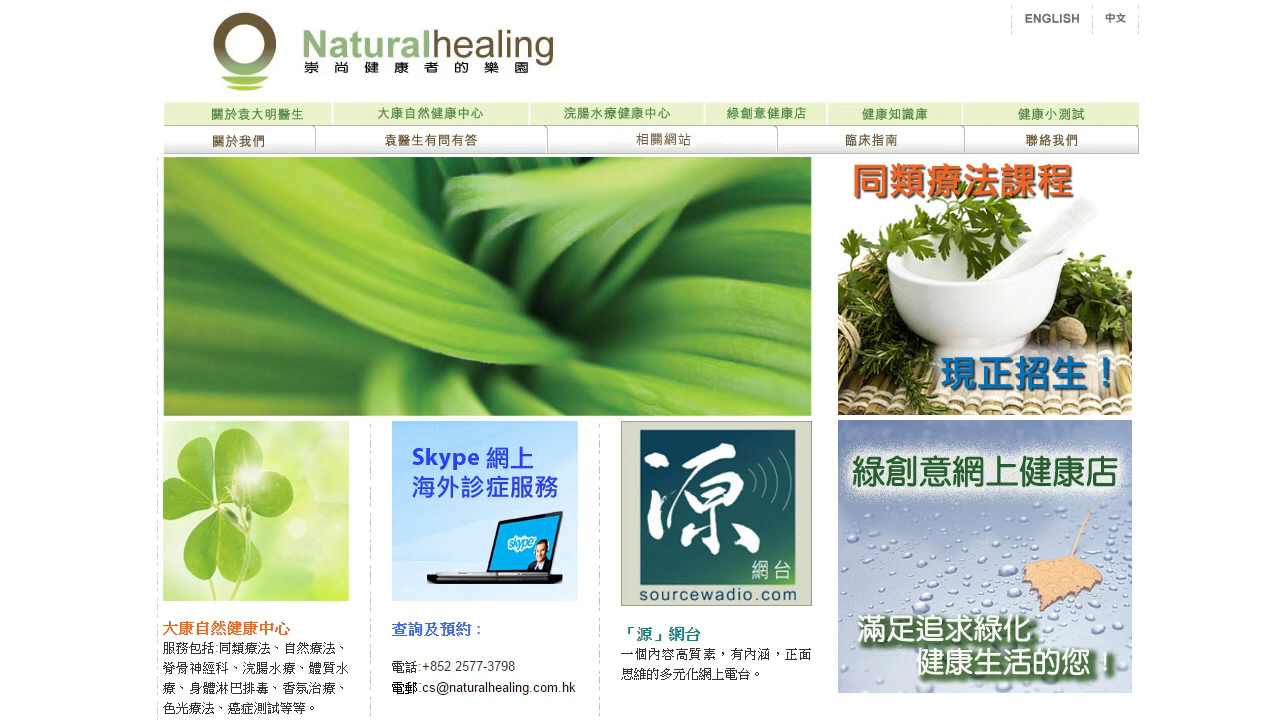 ENGLISH 中文
Naturalhealing
崇尚健康者的樂園
關於袁大明醫生 大康自然健康中心 浣腸水療健康中心 綠創意健康店 健康知識庫 健康小測試
關於我們 袁醫生有問有答 相關網站 臨床指南 聯絡我們
同類療法課程
現正招生！
Skype 網上
海外診症服務
skype
源
網台
sourcewadio.com
綠創意網上健康店
滿足追求綠化
健康生活的您！
大康自然健康中心
服務包括:同類療法、自然療法、
脊骨神經科、浣腸水療、體質水
療、身體淋巴排毒、香氛治療、
色光療法、癌症測試等等。
查詢及預約：
電話:+852 2577-3798
電郵:cs@naturalhealing.com.hk
「源」網台
一個內容高質素，有內涵，正面
思維的多元化網上電台。